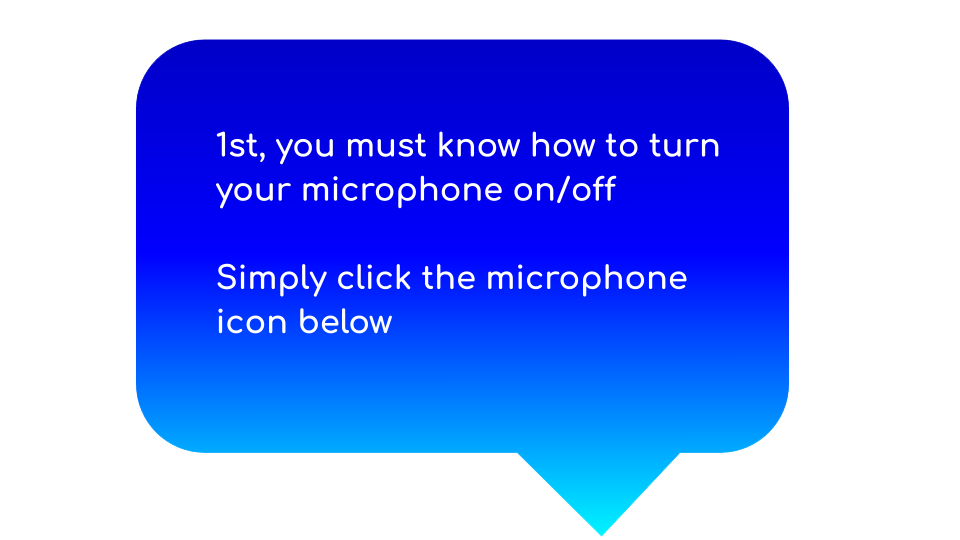 1st, you must know how to turn
your microphone on/off
Simply click the microphone
icon below